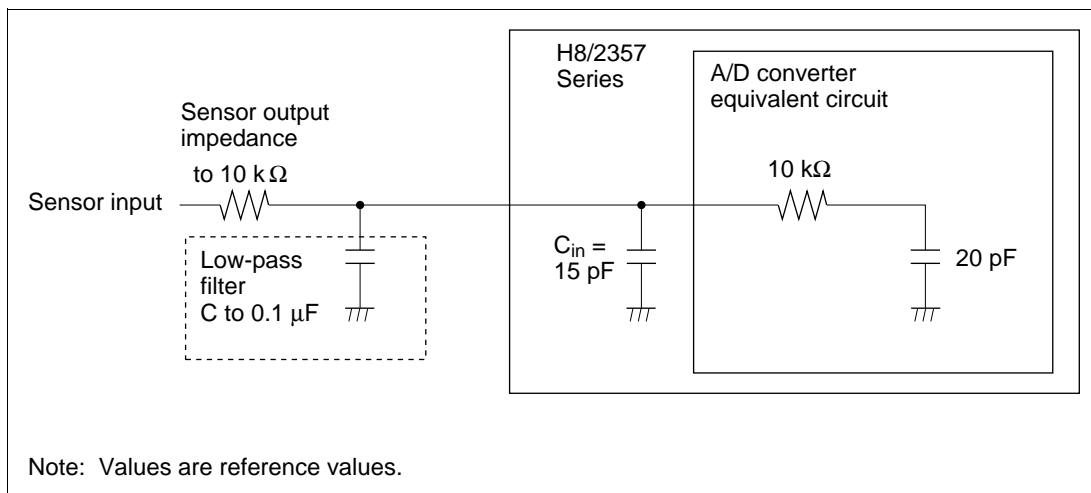 H8/2357
Series
A/D converter
equivalent circuit
Sensor output
impedance
to 10 kΩ
10 kΩ
Sensor input
Low-pass
filter
C to 0.1 μF
Cin =
15 pF
20 pF
Note: Values are reference values.